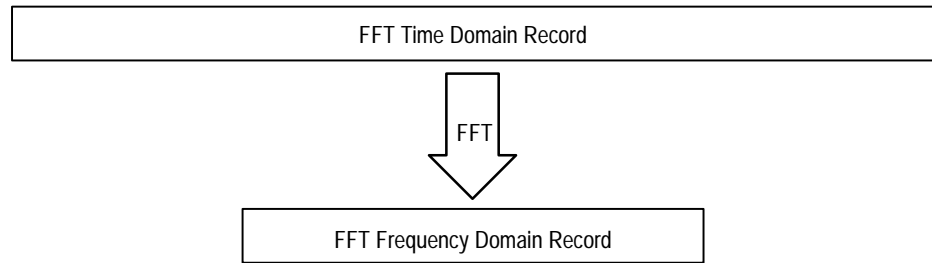 FFT Time Domain Record
FFT
FFT Frequency Domain Record